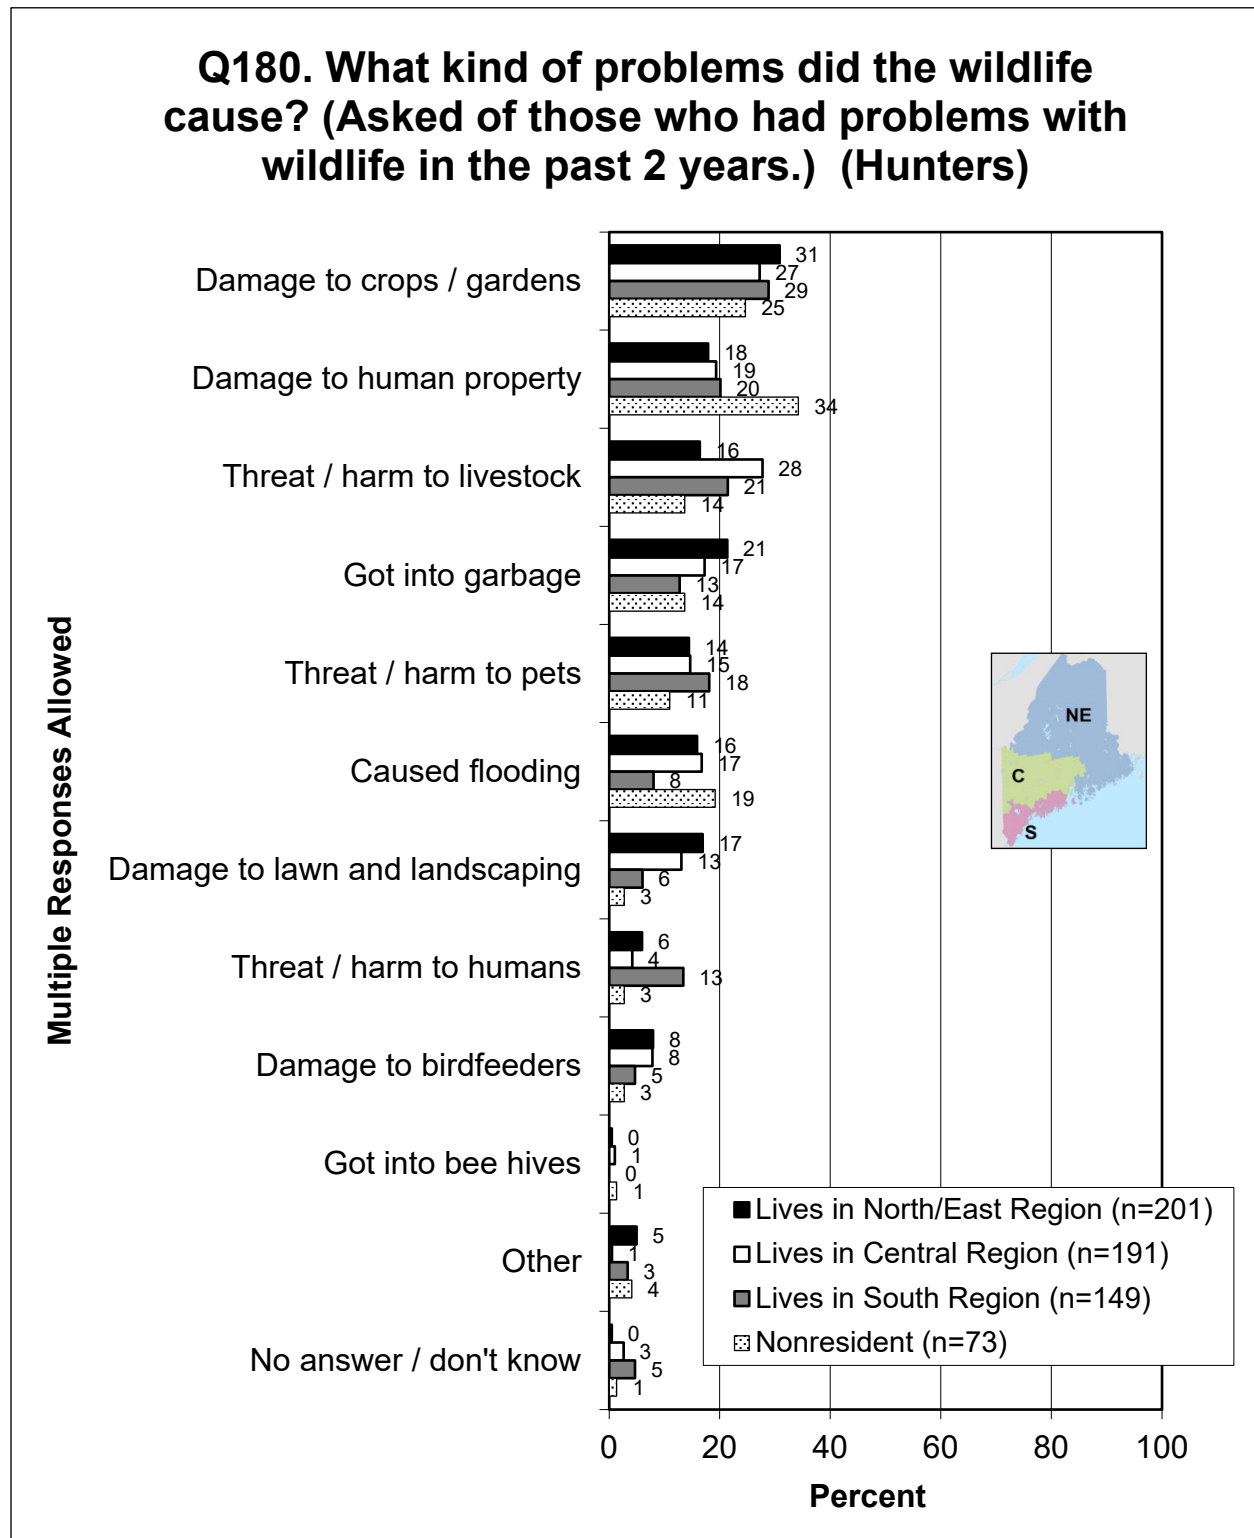 Q180. What kind of problems did the wildlife
cause? (Asked of those who had problems with
wildlife in the past 2 years.)  (Hunters)
Multiple Responses Allowed
Damage to crops / gardens
31
27
29
25
Damage to human property
18
19
20
34
Threat / harm to livestock
16
28
21
14
Got into garbage
21
17
13
14
Threat / harm to pets
14
15
18
11
Caused flooding
16
17
8
19
Damage to lawn and landscaping
17
13
6
3
Threat / harm to humans
6
4
13
3
Damage to birdfeeders
8
8
5
3
Got into bee hives
0
1
0
1
Other
5
1
3
4
No answer / don't know
0
3
5
1
NE
C
S
Lives in North/East Region (n=201)
Lives in Central Region (n=191)
Lives in South Region (n=149)
Nonresident (n=73)
0 20 40 60 80 100
Percent